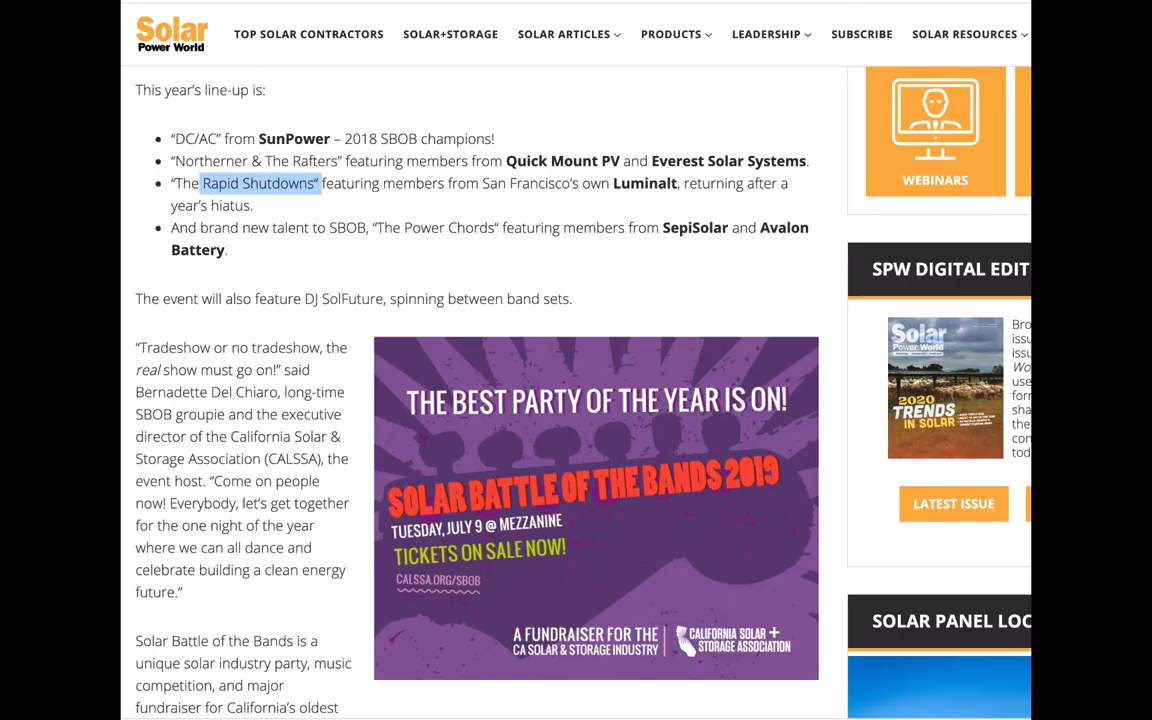 Solar
Power World
TOP SOLAR CONTRACTORS SOLAR+STORAGE SOLAR ARTICLES PRODUCTS LEADERSHIP SUBSCRIBE SOLAR RESOURCES
This year's line-up is:
• “DC/AC” from SunPower – 2018 SBOB champions!
• “Northerner & The Rafters” featuring members from Quick Mount PV and Everest Solar Systems.
• “The Rapid Shutdowns“ featuring members from San Francisco’s own Luminalt, returning after a
year’s hiatus.
• And brand new talent to SBOB, “The Power Chords“ featuring members from SepiSolar and Avalon
Battery.
The event will also feature DJ SolFuture, spinning between band sets.
“Tradeshow or no tradeshow, the
real show must go on!” said
Bernadette Del Chiaro, long-time
SBOB groupie and the executive
director of the California Solar &
Storage Association (CALSSA), the
event host. “Come on people
now! Everybody, let’s get together
for the one night of the year
where we can all dance and
celebrate building a clean energy
future.”
Solar Battle of the Bands is a
unique solar industry party, music
competition, and major
fundraiser for California’s oldest
THE BEST PARTY OF THE YEAR IS ON!
SOLAR BATTLE OF THE BANDS 2019
TUESDAY, JULY 9 @ MEZZANINE
TICKETS ON SALE NOW!
CALSSA.ORG/SBOB
A FUNDRAISER FOR THE
CA SOLAR & STORAGE INDUSTRY
CALIFORNIA SOLAR +
STORAGE ASSOCIATION
WEBINARS
SPW DIGITAL EDIT
Solar
Power World
2020
TRENDS
IN SOLAR
Bro
issu
issu
Wo
use
forn
sha
the
con
tod
LATEST ISSUE
SOLAR PANEL LOC